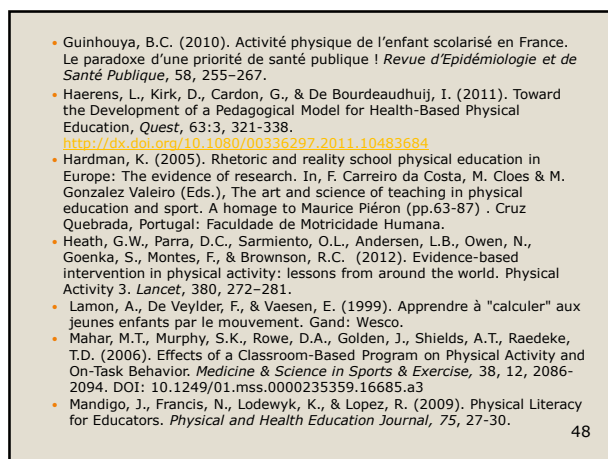 • Guinhouya, B.C. (2010). Activité physique de l'enfant scolarisé en France.
Le paradoxe d'une priorité de santé publique ! Revue d'Epidémiologie et de
Santé Publique, 58, 255–267.
• Haerens, L., Kirk, D., Cardon, G., & De Bourdeaudhuij, I. (2011). Toward
the Development of a Pedagogical Model for Health-Based Physical
Education, Quest, 63:3, 321-338.
http://dx.doi.org/10.1080/00336297.2011.10483684
• Hardman, K. (2005). Rhetoric and reality school physical education in
Europe: The evidence of research. In, F. Carreiro da Costa, M. Cloes & M.
Gonzalez Valeiro (Eds.), The art and science of teaching in physical
education and sport. A homage to Maurice Piéron (pp.63-87) . Cruz
Quebrada, Portugal: Faculdade de Motricidade Humana.
• Heath, G.W., Parra, D.C., Sarmiento, O.L., Andersen, L.B., Owen, N.,
Goenka, S., Montes, F., & Brownson, R.C. (2012). Evidence-based
intervention in physical activity: lessons from around the world. Physical
Activity 3. Lancet, 380, 272–281.
• Lamon, A., De Veylder, F., & Vaesen, E. (1999). Apprendre à "calculer" aux
jeunes enfants par le mouvement. Gand: Wesco.
• Mahar, M.T., Murphy, S.K., Rowe, D.A., Golden, J., Shields, A.T., Raedeke,
T.D. (2006). Effects of a Classroom-Based Program on Physical Activity and
On-Task Behavior. Medicine & Science in Sports & Exercise, 38, 12, 2086-
2094. DOI: 10.1249/01.mss.0000235359.16685.a3
• Mandigo, J., Francis, N., Lodewyk, K., & Lopez, R. (2009). Physical Literacy
for Educators. Physical and Health Education Journal, 75, 27-30.
48